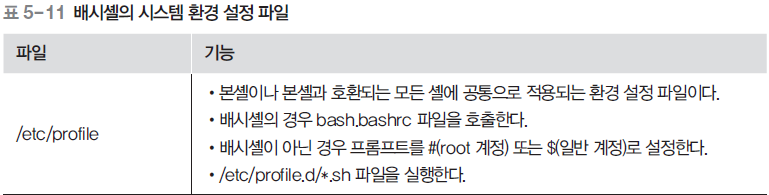 표 5-11 배시셸의 시스템 환경 설정 파일
파일 기능
/etc/profile
• 본셸이나 본셸과 호환되는 모든 셸에 공통으로 적용되는 환경 설정 파일이다.
• 배시셸의 경우 bash.bashrc 파일을 호출한다.
• 배시셸이 아닌 경우 프롬프트를 #(root 계정) 또는 $(일반 계정)로 설정한다.
• /etc/profile.d/*.sh 파일을 실행한다.